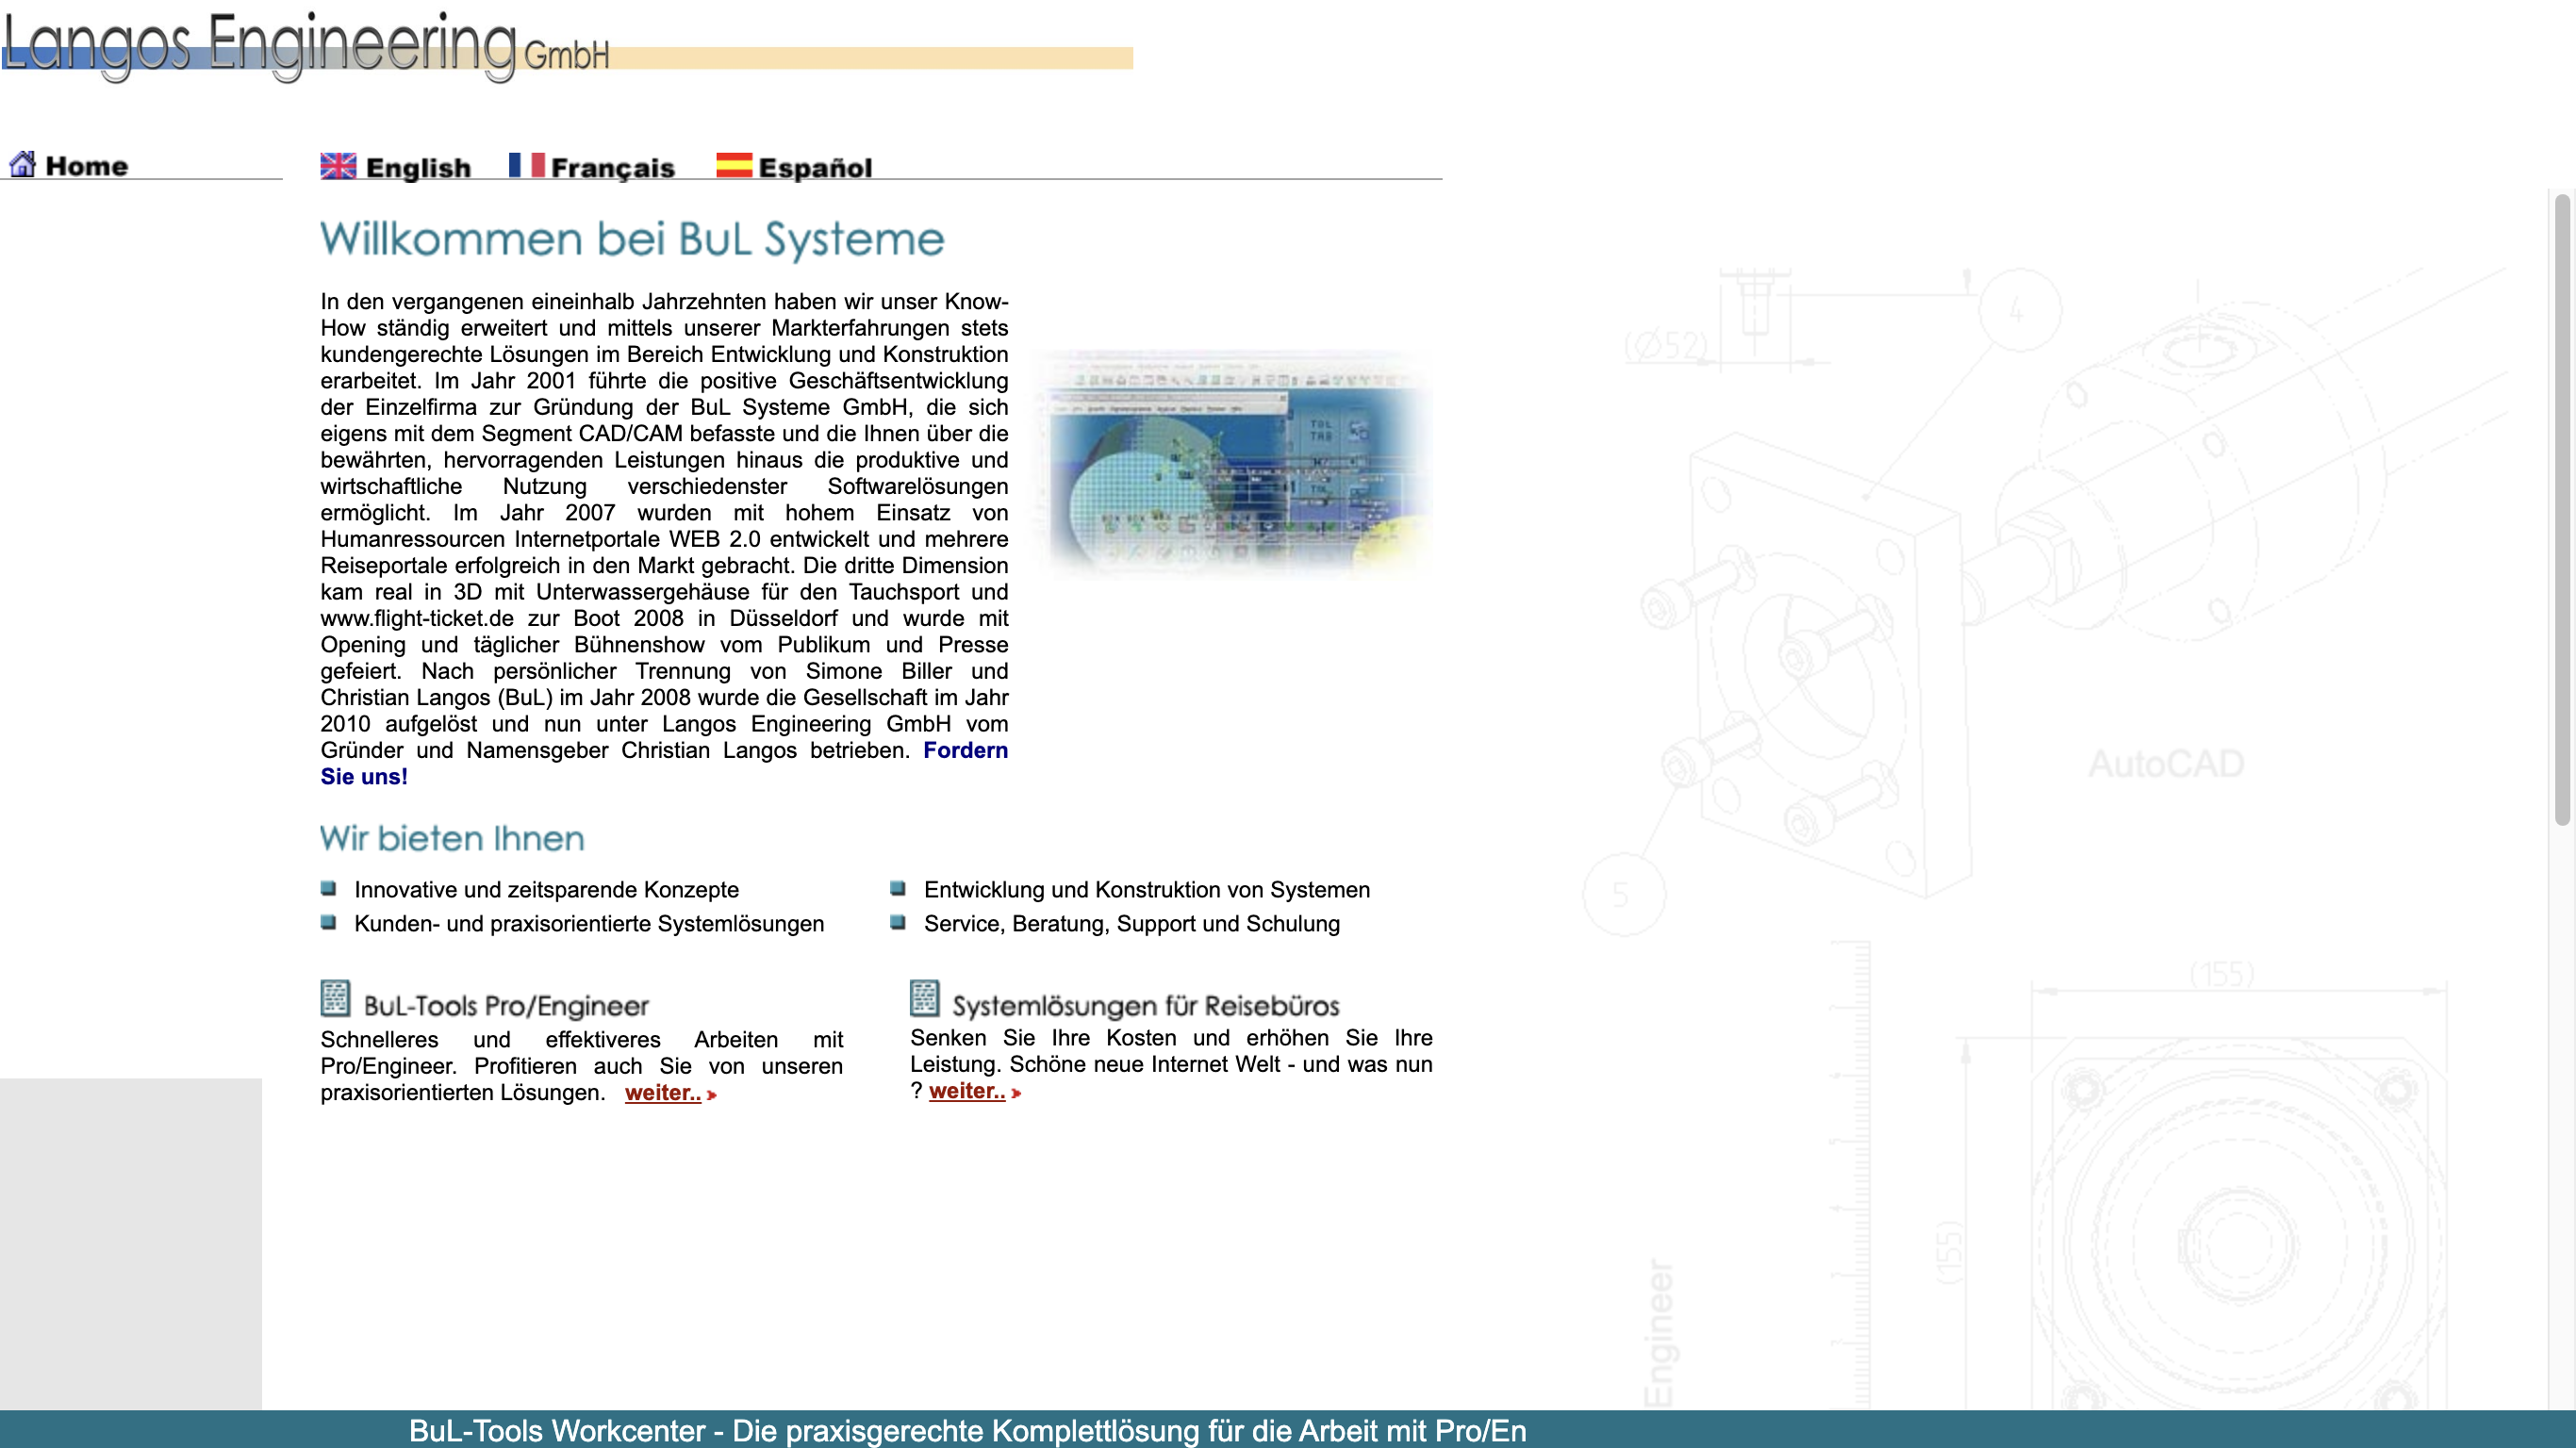 Langos Engineering GmbH
Home
English Français Español
Willkommen bei BuL Systeme
In den vergangenen eineinhalb Jahrzehnten haben wir unser Know-
How ständig erweitert und mittels unserer Markterfahrungen stets
kundengerechte Lösungen im Bereich Entwicklung und Konstruktion
erarbeitet. Im Jahr 2001 führte die positive Geschäftsentwicklung
der Einzelfirma zur Gründung der BuL Systeme GmbH, die sich
eigens mit dem Segment CAD/CAM befasste und die Ihnen über die
bewährten, hervorragenden Leistungen hinaus die produktive und
wirtschaftliche Nutzung verschiedenster Softwarelösungen
ermöglicht. Im Jahr 2007 wurden mit hohem Einsatz von
Humanressourcen Internetportale WEB 2.0 entwickelt und mehrere
Reiseportale erfolgreich in den Markt gebracht. Die dritte Dimension
kam real in 3D mit Unterwassergehäuse für den Tauchsport und
www.flight-ticket.de zur Boot 2008 in Düsseldorf und wurde mit
Opening und täglicher Bühnenshow vom Publikum und Presse
gefeiert. Nach persönlicher Trennung von Simone Biller und
Christian Langos (BuL) im Jahr 2008 wurde die Gesellschaft im Jahr
2010 aufgelöst und nun unter Langos Engineering GmbH vom
Gründer und Namensgeber Christian Langos betrieben. Fordern
Sie uns!
Wir bieten Ihnen
Innovative und zeitsparende Konzepte
Kunden- und praxisorientierte Systemlösungen
Entwicklung und Konstruktion von Systemen
Service, Beratung, Support und Schulung
BuL-Tools Pro/Engineer
Schnelleres und effektiveres Arbeiten mit
Pro/Engineer. Profitieren auch Sie von unseren
praxisorientierten Lösungen. weiter..
Systemlösungen für Reisebüros
Senken Sie Ihre Kosten und erhöhen Sie Ihre
Leistung. Schöne neue Internet Welt - und was nun
? weiter..
(Ø52)
4
AutoCAD
5
(155)
(155)
Engineer
BuL-Tools Workcenter - Die praxisgerechte Komplettlösung für die Arbeit mit Pro/En